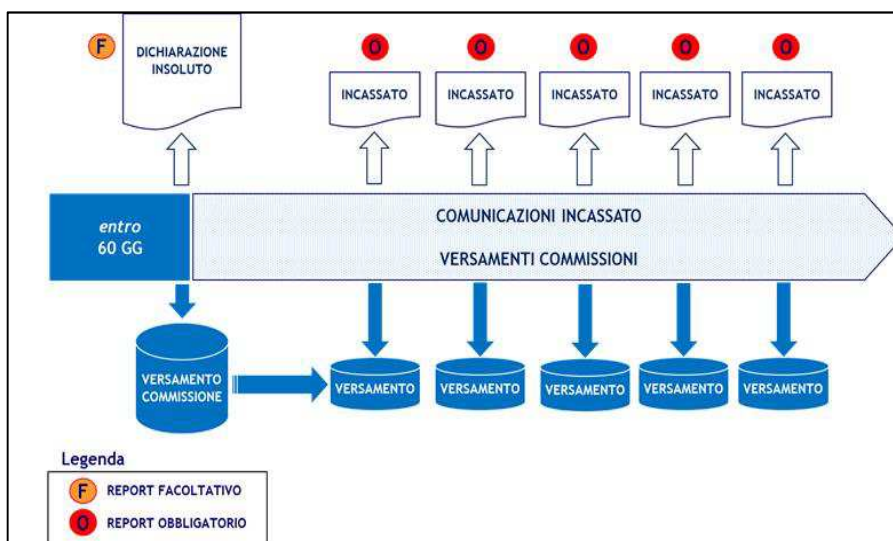 F
DICHIARAZIONE
INSOLUTO
O
O
O
O
O
INCASSATO
INCASSATO
INCASSATO
INCASSATO
INCASSATO
entro
60 GG
COMUNICAZIONI INCASSATO
VERSAMENTI COMMISSIONI
VERSAMENTO
COMMISSIONE
VERSAMENTO
VERSAMENTO
VERSAMENTO
VERSAMENTO
VERSAMENTO
Legenda
F REPORT FACOLTATIVO
O REPORT OBBLIGATORIO